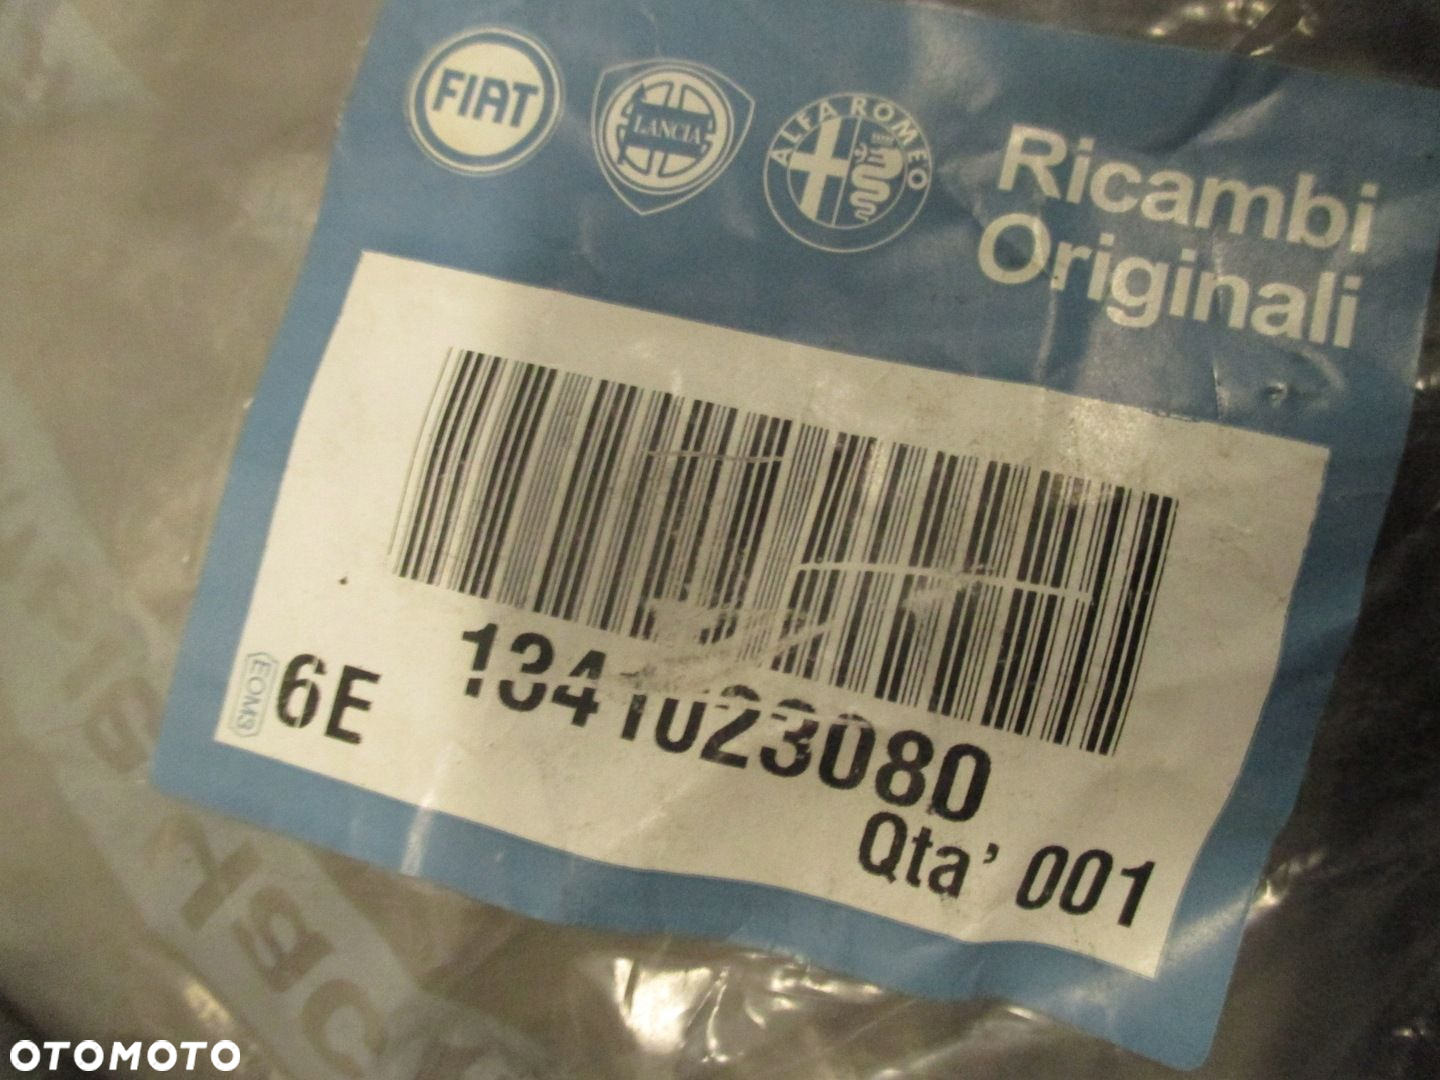 FIAT
LANCIA
ALFA ROMEO
Ricambi
Originali
EOM3
6E
1341023080
Qta' 001
OTOMOTO